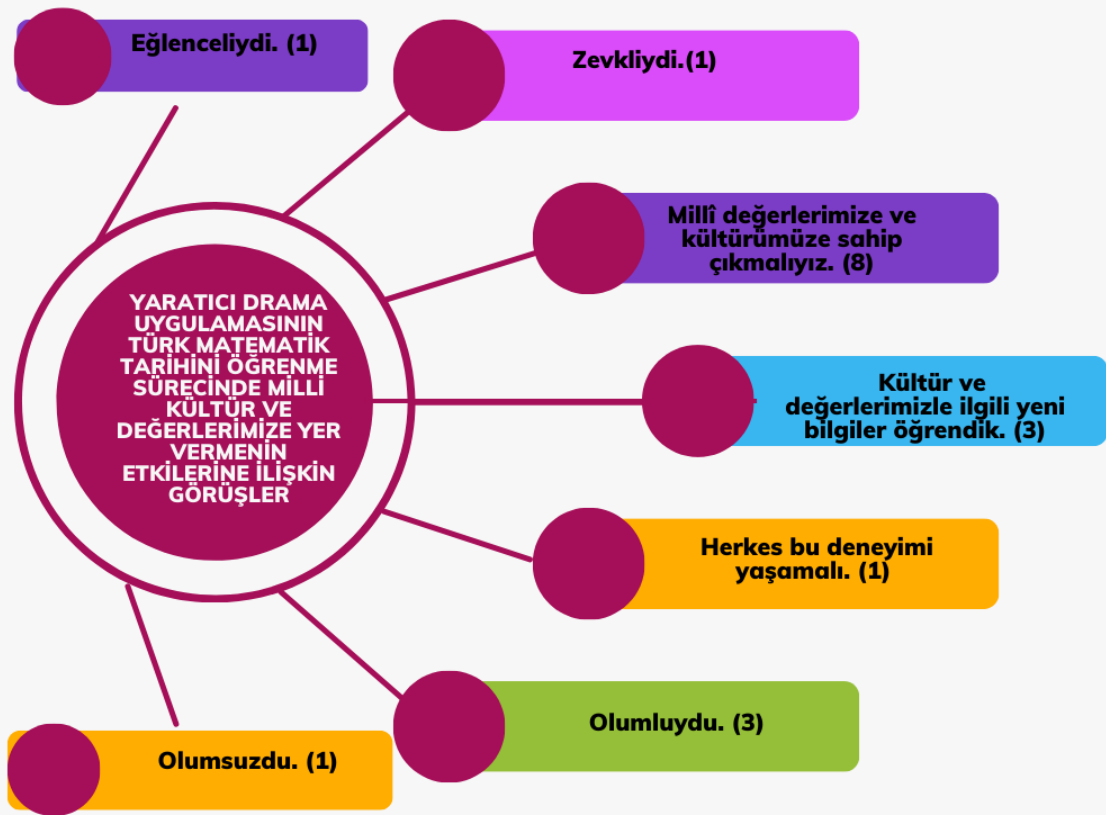 Eğlenceliydi. (1)
Zevkliydi.(1)
Millî değerlerimize ve
kültürümüze sahip
çıkmalıyız. (8)
YARATICI DRAMA
UYGULAMASININ
TÜRK MATEMATİK
TARİHİNİ ÖĞRENME
SÜRECİNDE MİLLİ
KÜLTÜR VE
DEĞERLERİMİZE YER
VERMENİN
ETKİLERİNE İLİŞKİN
GÖRÜŞLER
Kültür ve
değerlerimizle ilgili yeni
bilgiler öğrendik. (3)
Herkes bu deneyimi
yaşamalı. (1)
Olumluydu. (3)
Olumsuzdu. (1)